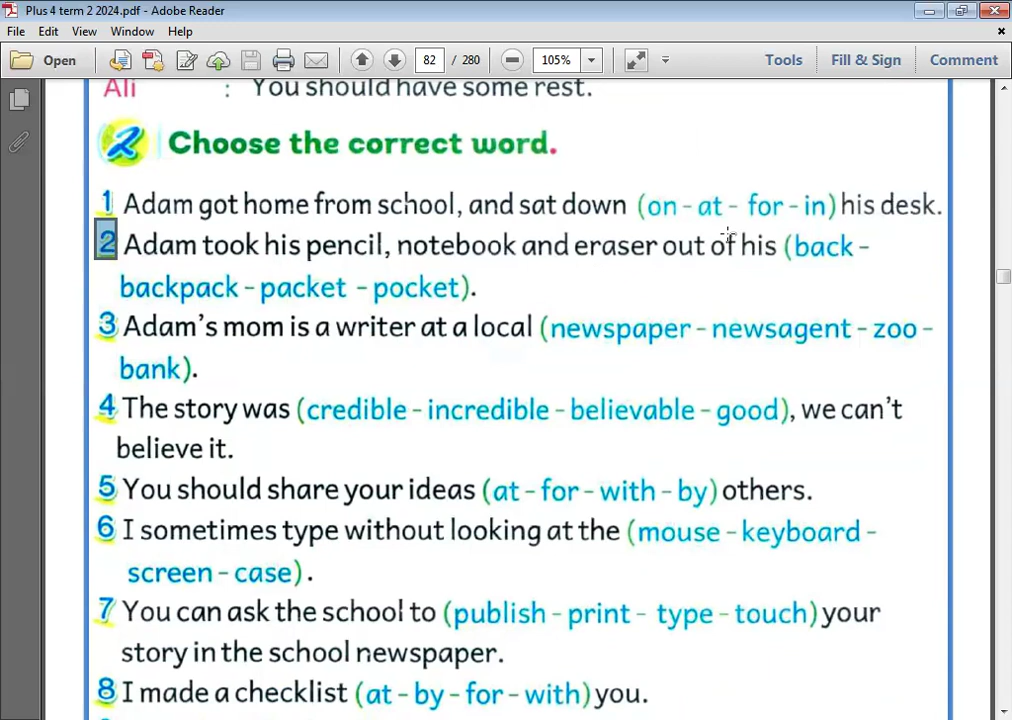 Plus 4 term 2 2024.pdf - Adobe Reader
File Edit View Window Help
Open 82 / 280 105% Tools Fill & Sign Comment
Ali : You should have some rest.
2 Choose the correct word.
1 Adam got home from school, and sat down (on - at - for - in) his desk.
2 Adam took his pencil, notebook and eraser out of his (back -
backpack - packet - pocket).
3 Adam's mom is a writer at a local (newspaper - newsagent - zoo -
bank).
4 The story was (credible - incredible - believable - good), we can't
believe it.
5 You should share your ideas (at - for - with - by) others.
6 I sometimes type without looking at the (mouse - keyboard -
screen - case).
7 You can ask the school to (publish - print - type - touch) your
story in the school newspaper.
8 I made a checklist (at - by - for - with) you.